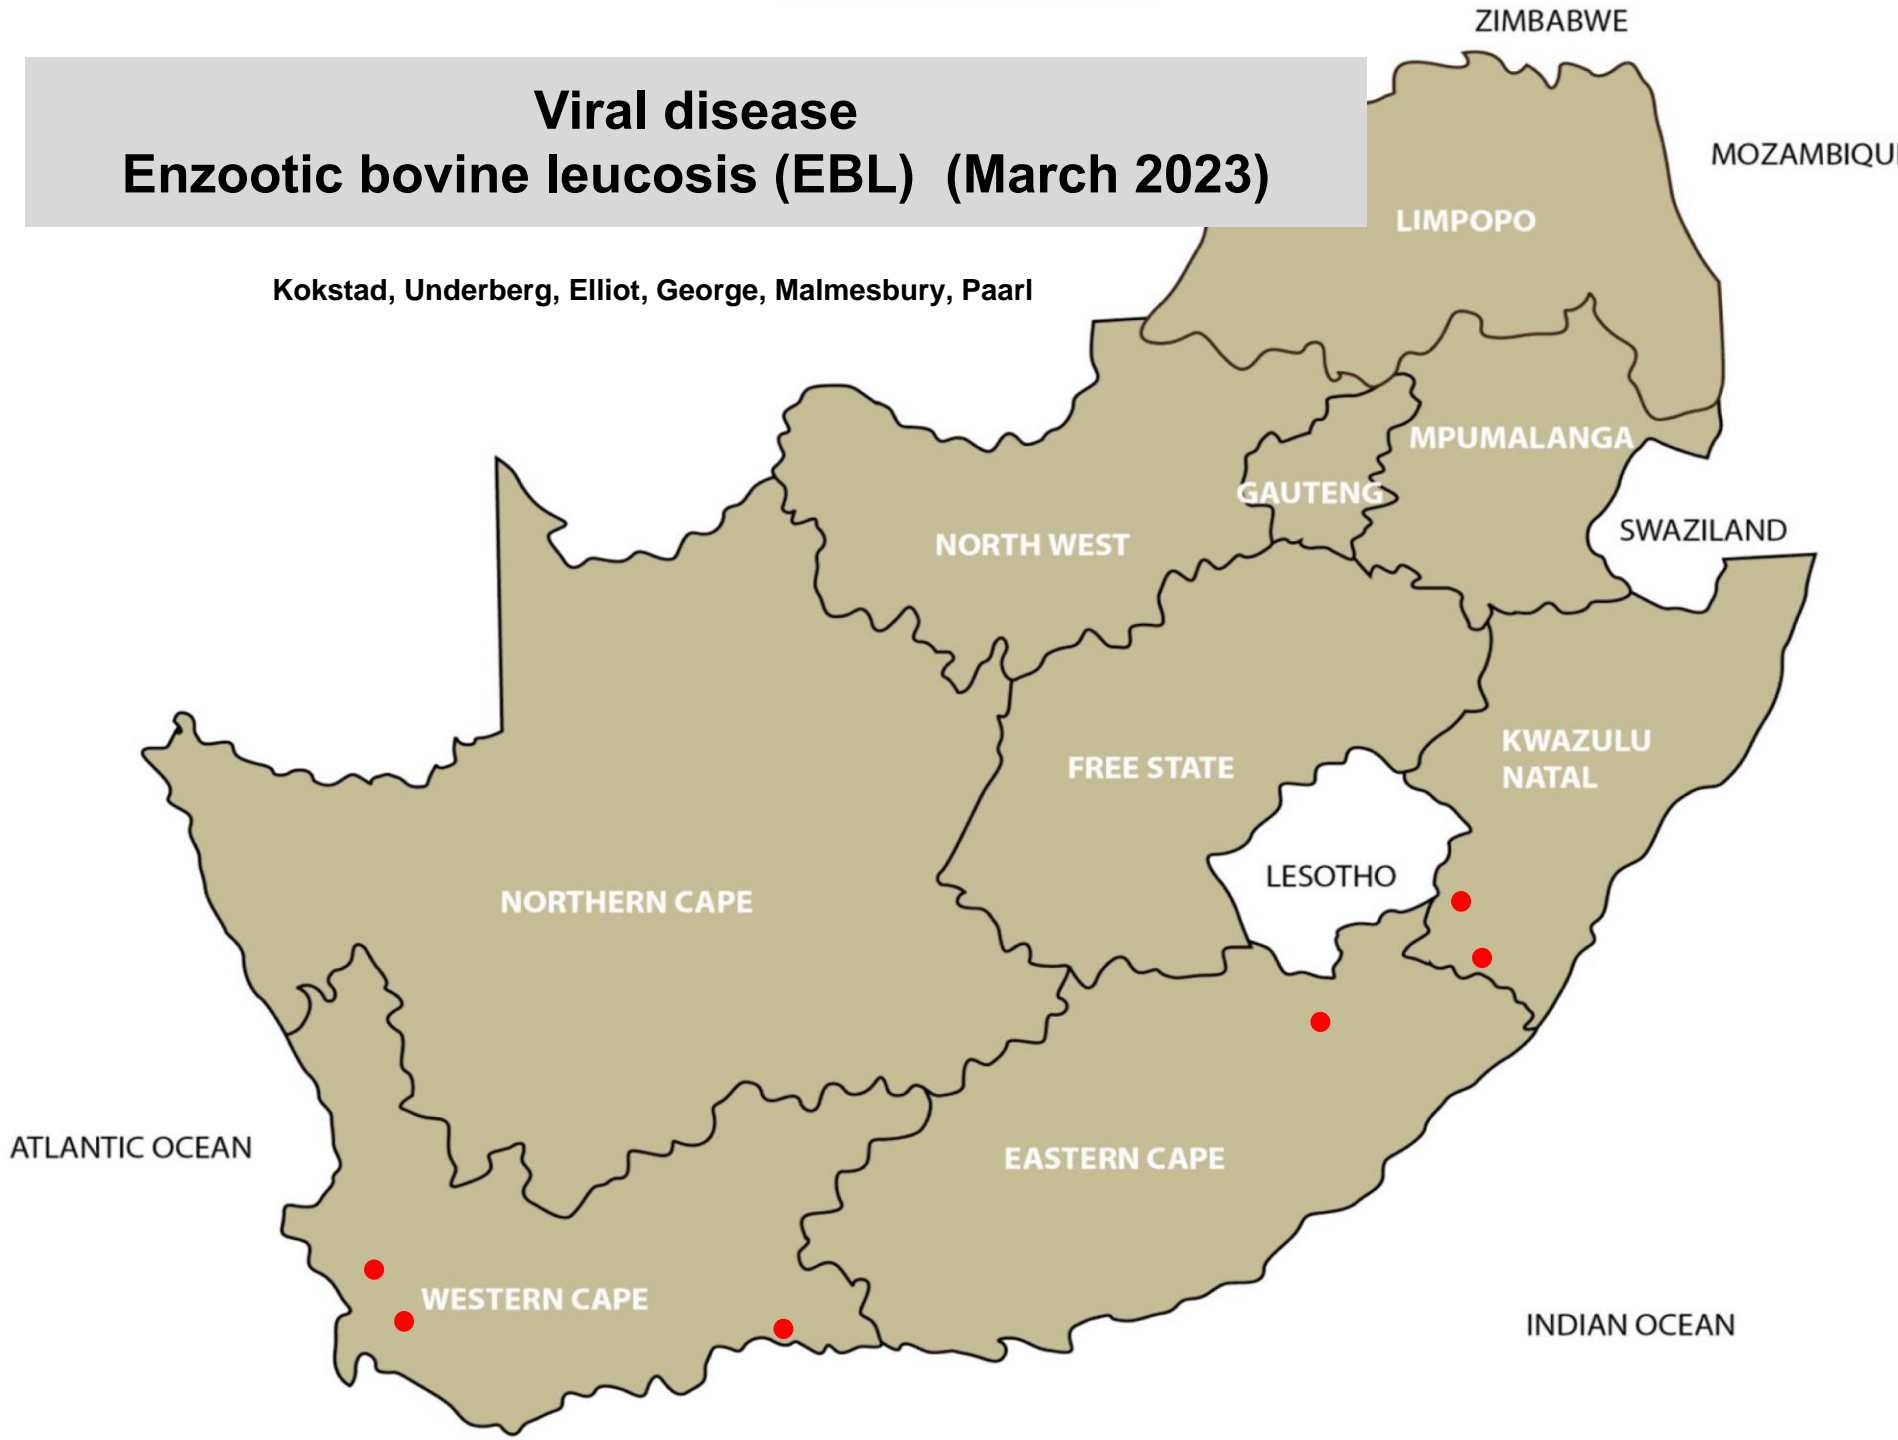 ZIMBABWE
Viral disease
Enzootic bovine leucosis (EBL) (March 2023)
MOZAMBIQUE
LIMPOPO
Kokstad, Underberg, Elliot, George, Malmesbury, Paarl
MPUMALANGA
GAUTENG
SWAZILAND
NORTH WEST
KWAZULU
NATAL
FREE STATE
LESOTHO
NORTHERN CAPE
ATLANTIC OCEAN
EASTERN CAPE
WESTERN CAPE
INDIAN OCEAN